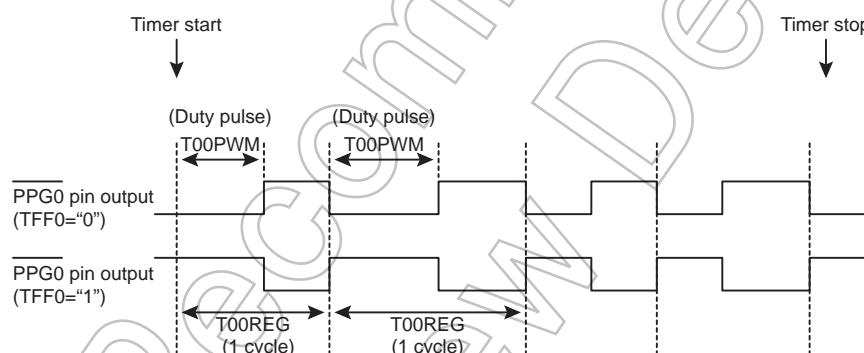 Timer start
Timer stop
(Duty pulse)
(Duty pulse)
T00PWM
T00PWM
PPG0 pin output
(TFF0=“0”)
PPG0 pin output
(TFF0=“1”)
T00REG
T00REG
(1 cycle)
(1 cycle)